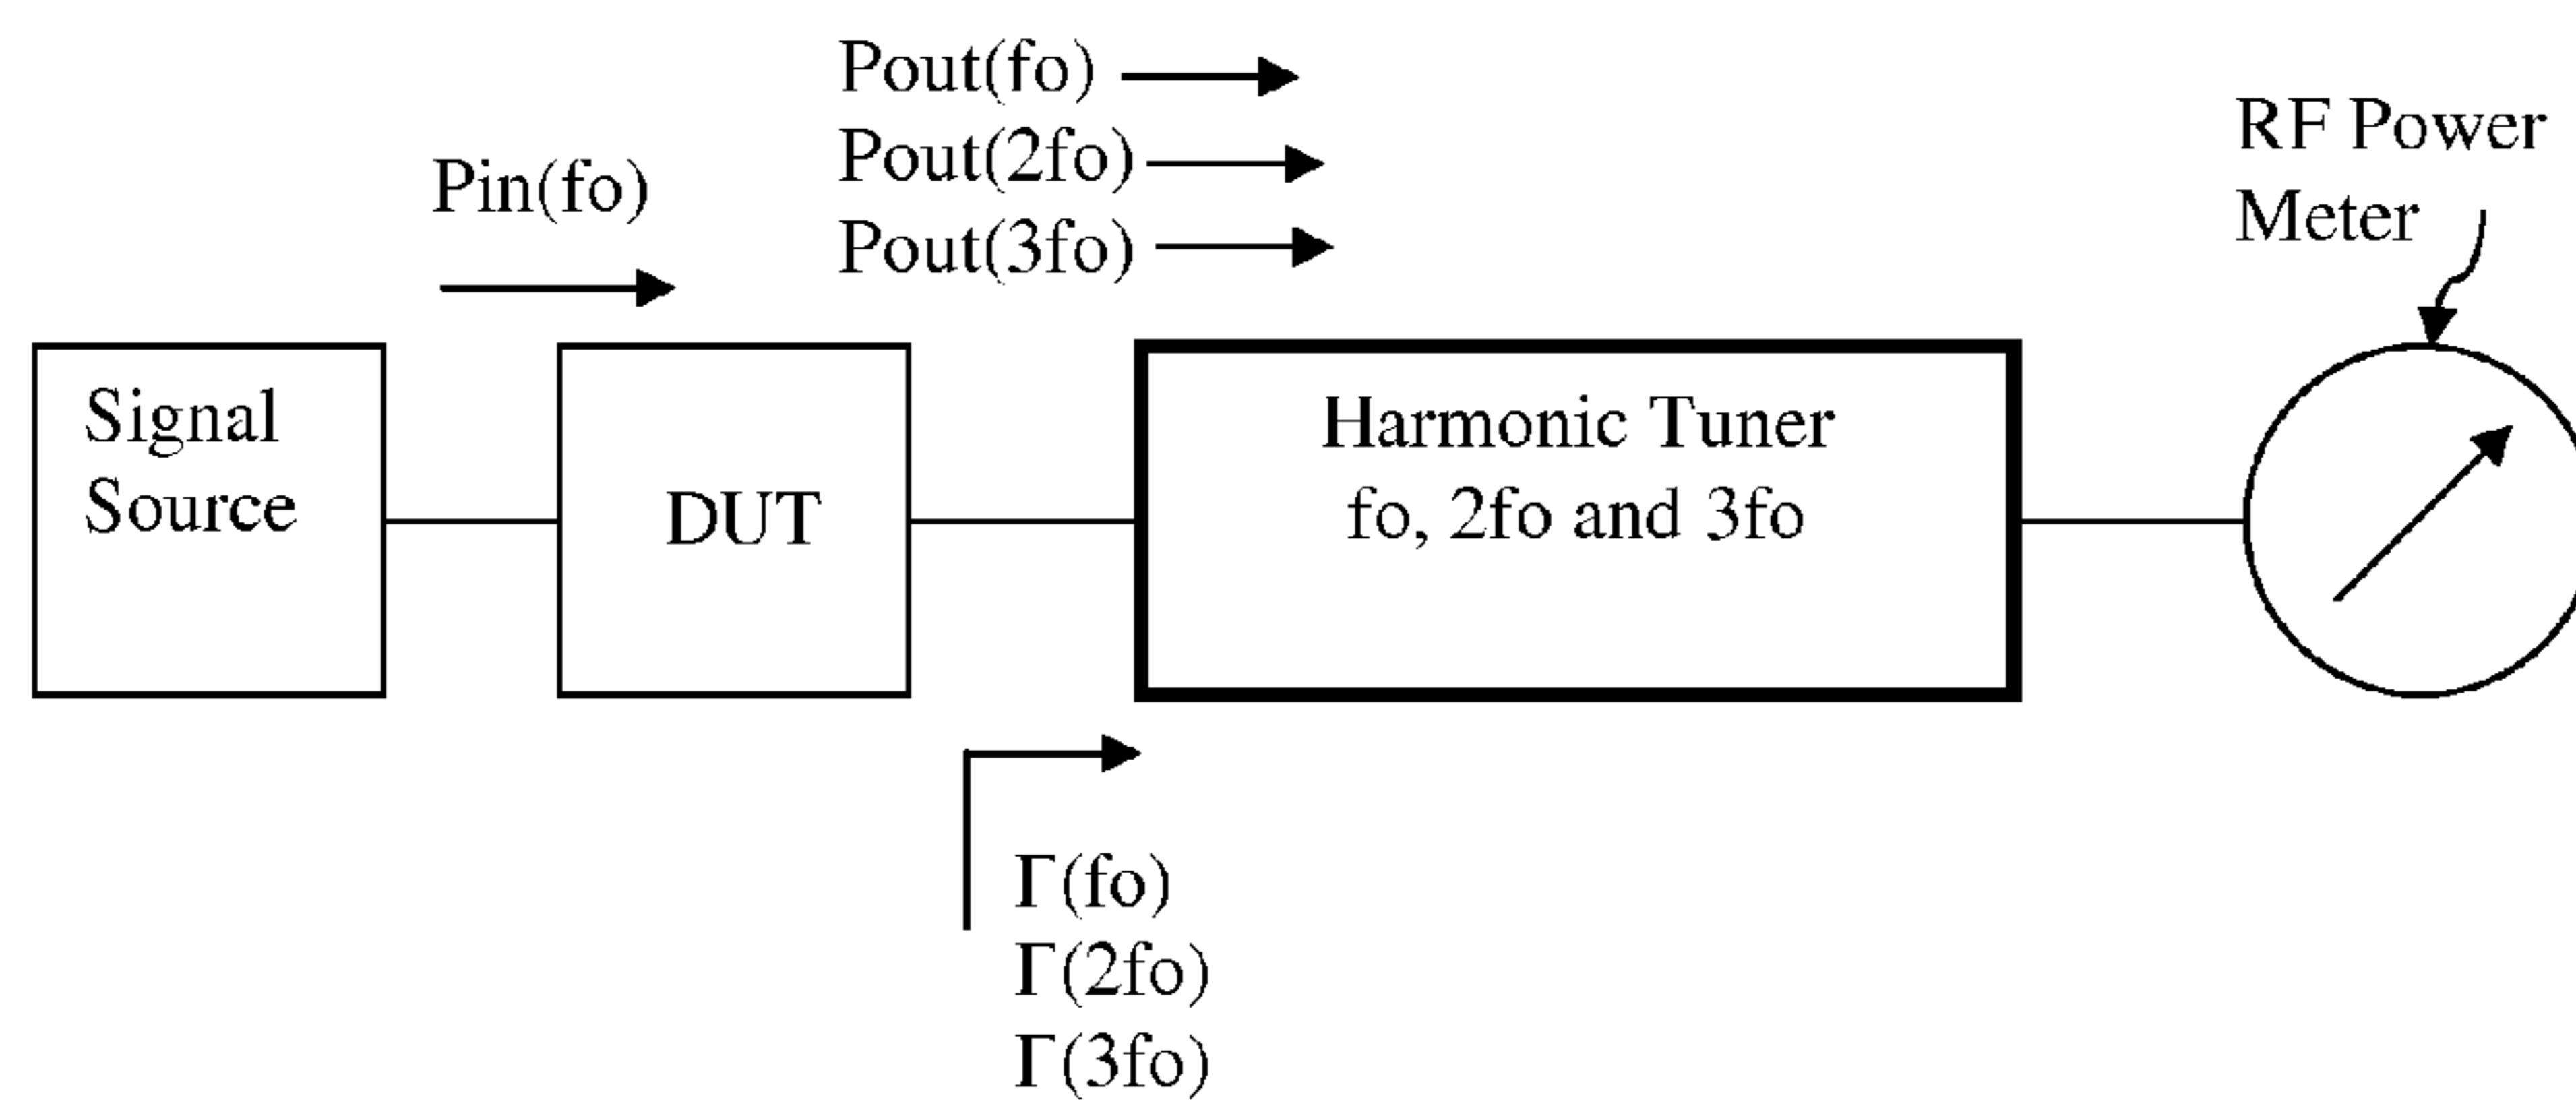 Pout(fo)
Pout(2fo)
Pout(3fo)
Pin(fo)
RF Power
Meter
Signal
Source
DUT
Harmonic Tuner
fo, 2fo and 3fo
Γ(fo)
Γ(2fo)
Γ(3fo)